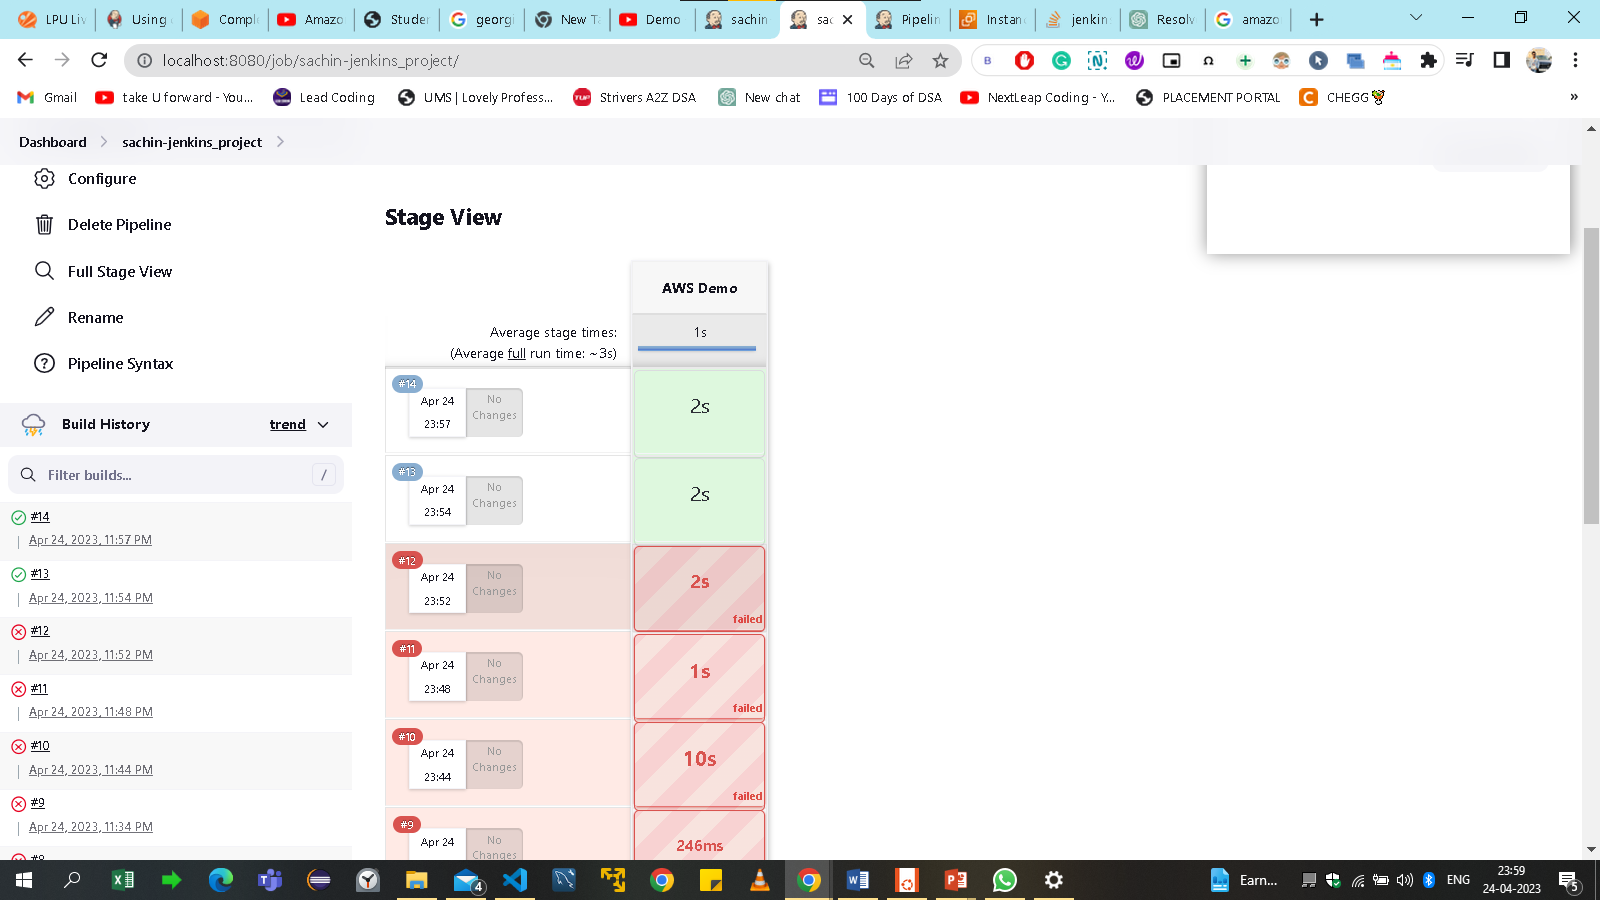 LPU Liv
Using
Compl
Amazo
Studer
georgi
New T
Demo
sachin
sac
Pipelin
Instan
jenkin
Resolv
amazo
localhost:8080/job/sachin-jenkins_project/
Gmail
take U forward - You...
Lead Coding
UMS | Lovely Profess...
Strivers A2Z DSA
New chat
100 Days of DSA
NextLeap Coding - Y...
PLACEMENT PORTAL
CHEGG
»
Dashboard
sachin-jenkins_project
Configure
Delete Pipeline
Full Stage View
Rename
Pipeline Syntax
Build History
trend
Filter builds...
/
#14
Apr 24, 2023, 11:57 PM
#13
Apr 24, 2023, 11:54 PM
#12
Apr 24, 2023, 11:52 PM
#11
Apr 24, 2023, 11:48 PM
#10
Apr 24, 2023, 11:44 PM
#9
Apr 24, 2023, 11:34 PM
#8
Stage View
AWS Demo
Average stage times:
(Average full run time: ~3s)
1s
#14
Apr 24
23:57
No
Changes
2s
#13
Apr 24
23:54
No
Changes
2s
#12
Apr 24
23:52
No
Changes
2s
failed
#11
Apr 24
23:48
No
Changes
1s
failed
#10
Apr 24
23:44
No
Changes
10s
failed
#9
Apr 24
No
Changes
246ms
4
Earn...
ENG
23:59
24-04-2023
5